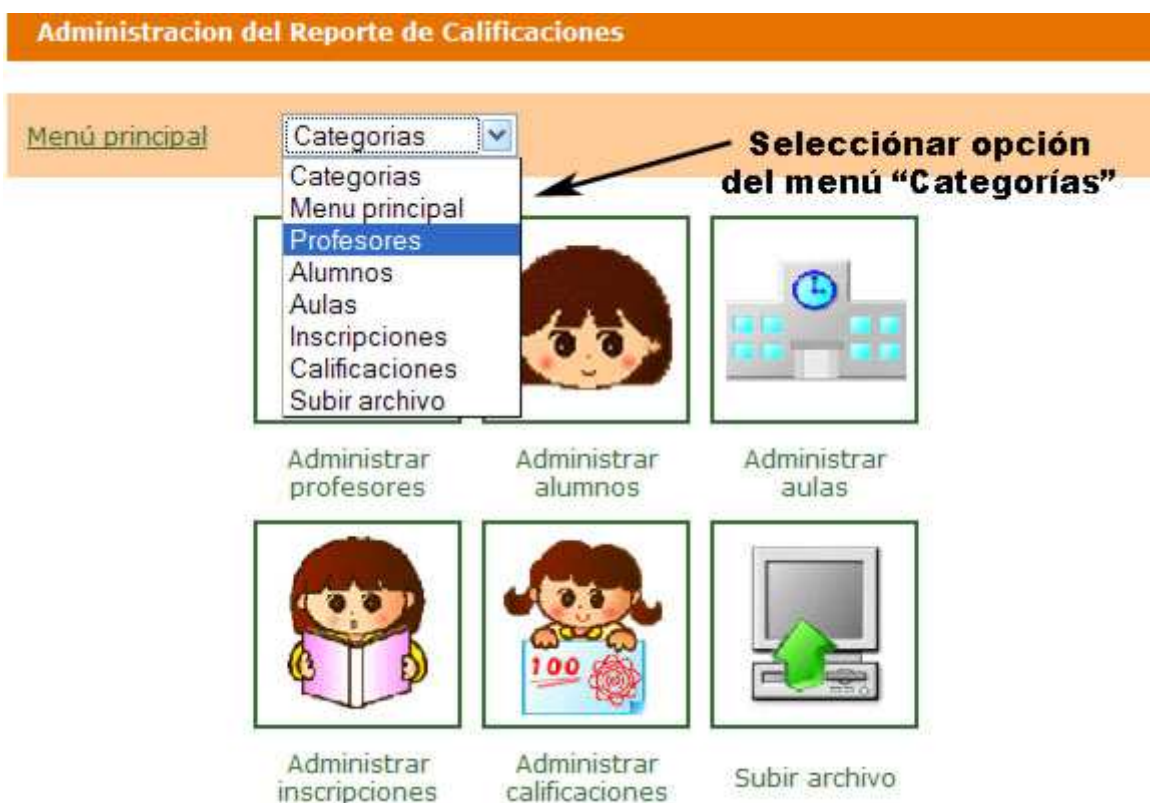 Administracion del Reporte de Calificaciones
Menú principal
Categorias
Seleccionar opción
del menú “Categorías”
Categorias
Menu principal
Profesores
Alumnos
Aulas
Inscripciones
Calificaciones
Subir archivo
Administrar
profesores
Administrar
alumnos
Administrar
aulas
100
Administrar
inscripciones
Administrar
calificaciones
Subir archivo